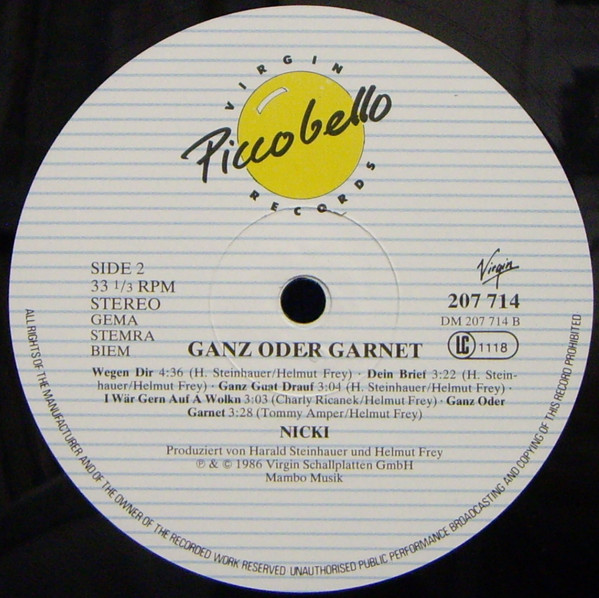 VIRGIN
Piccobello
RECORDS
SIDE 2
33 1/3 RPM
STEREO
GEMA
STEMRA
BIEM
Virgin
207 714
DM 207 714 B
LC 1118
GANZ ODER GARNET
Wegen Dir 4:36 (H. Steinhauer/Helmut Frey) · Dein Brief 3:22 (H. Stein-
hauer/Helmut Frey) · Ganz Guat Drauf 3:04 (H. Steinhauer/Helmut Frey)
· I Wär Gern Auf A Wolkn 3:03 (Charly Ricanek/Helmut Frey) · Ganz Oder
Garnet 3:28 (Tommy Amper/Helmut Frey)
NICKI
Produziert von Harald Steinhauer und Helmut Frey
℗ & © 1986 Virgin Schallplatten GmbH
Mambo Musik
ALL RIGHTS OF THE MANUFACTURER AND OF THE OWNER OF THE RECORDED WORK RESERVED. UNAUTHORISED PUBLIC PERFORMANCE BROADCASTING AND COPYING OF THIS RECORD PROHIBITED